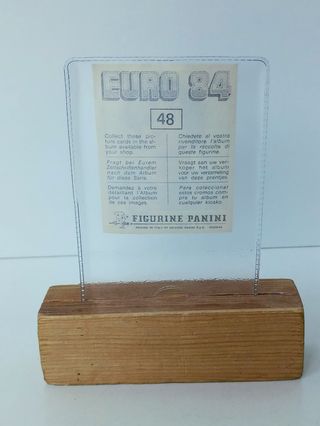 EURO 84
48
Collect these pic-
ture cards in the al-
bum available from
your shop.
Chiedete al vostro
rivenditore l'album
per la raccolta di
queste figurine.
Fragt bei Eurem
Zeitschriftenhändler
nach dem Album
für diese Serie.
Vraagt aan uw ver-
koper het album
voor uw verzameling
van deze prentjes.
Demandez à votre
détaillant l'Album
pour la collection
de ces images.
Para coleccionar
estos cromos com-
pra tu album en
cualquier kiosko.
FIGURINE PANINI